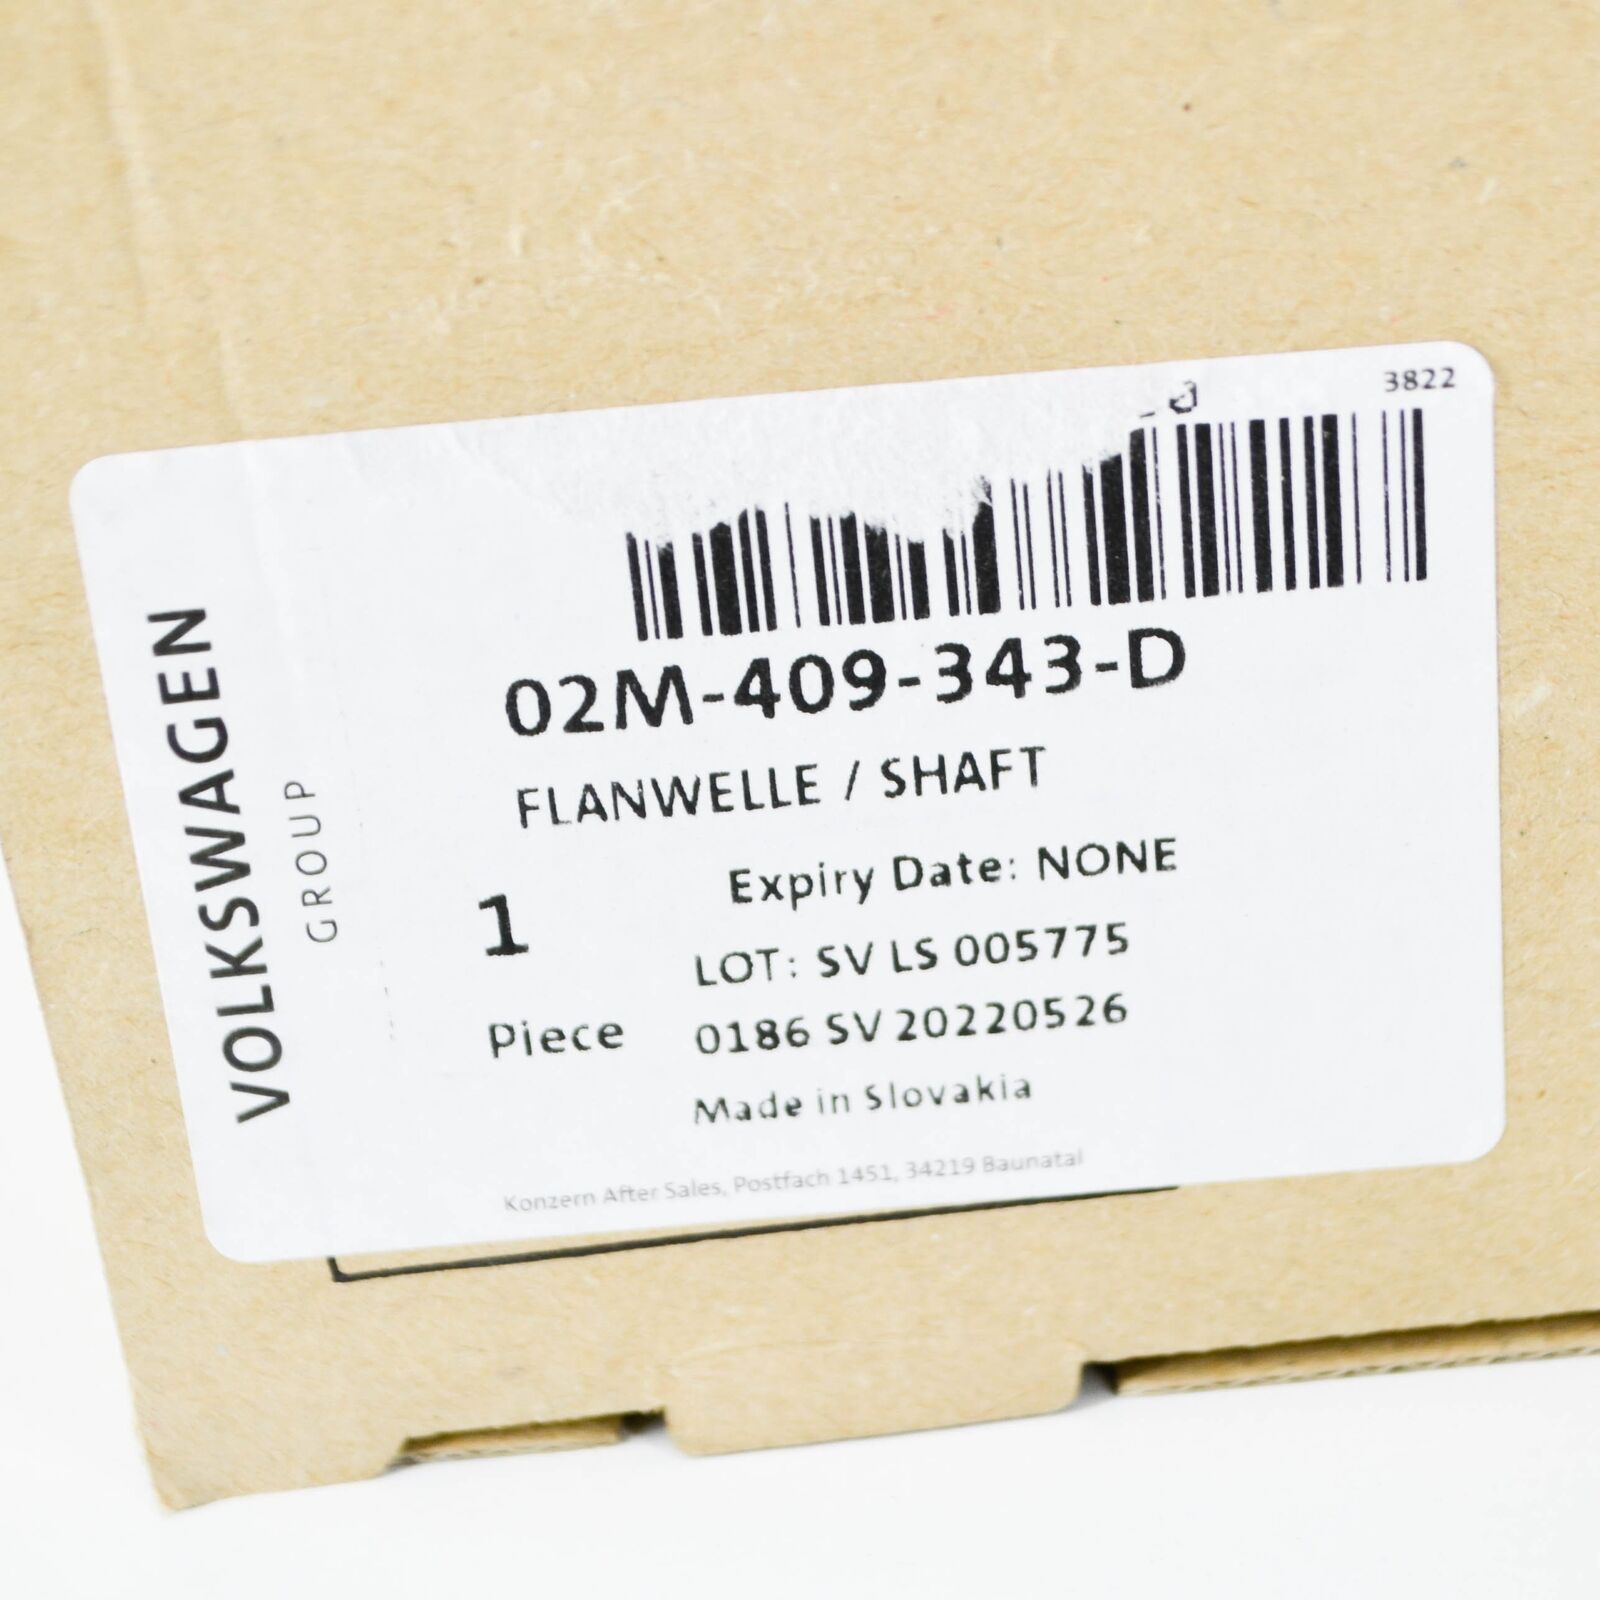 3822
02M-409-343-D
FLANWELLE / SHAFT
1
Piece
Expiry Date: NONE
LOT: SV LS 005775
0186 SV 20220526
Made in Slovakia
Konzern After Sales, Postfach 1451, 34219 Baunatal
VOLKSWAGEN
GROUP